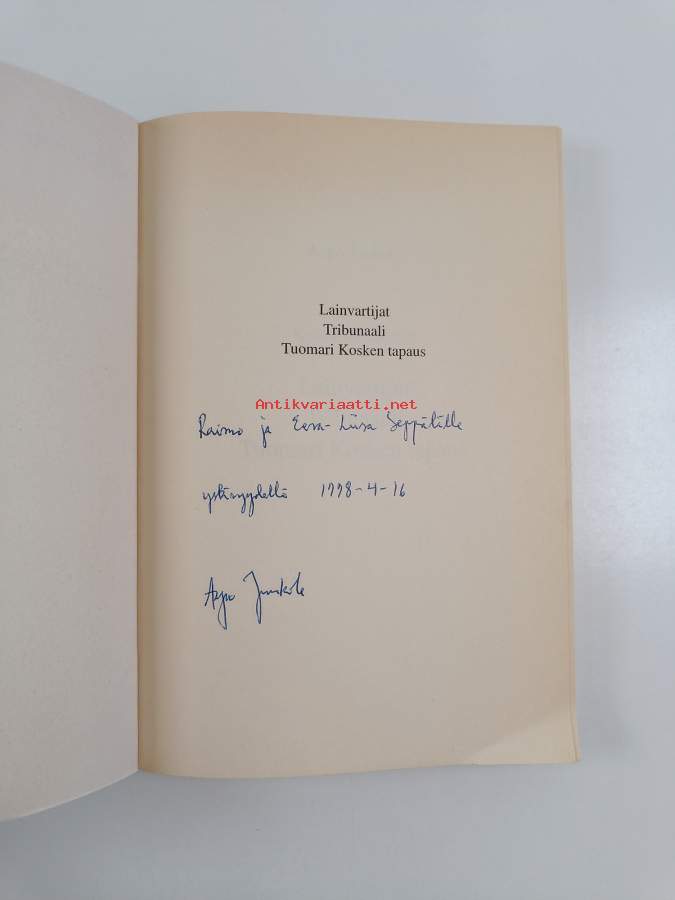 Lainvartijat
Tribunaali
Tuomari Kosken tapaus
Antikvariaatti.net
Raimo ja Eeva-Liisa Seppälälle
ystävyydellä 1998-4-16